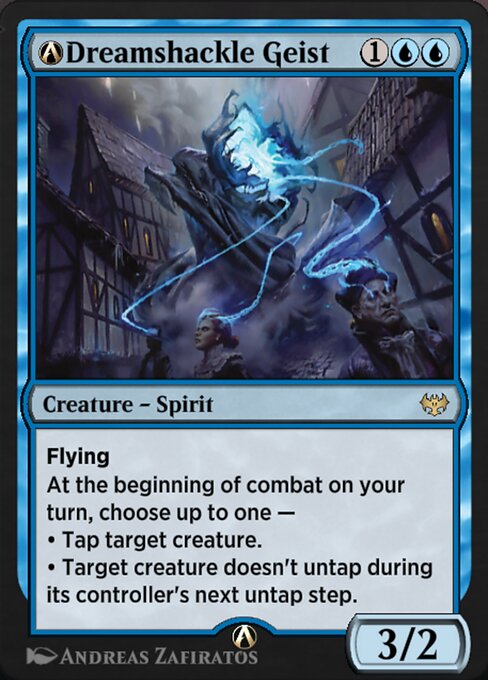 Dreamshackle Geist 1
Creature – Spirit
Flying
At the beginning of combat on your
turn, choose up to one —
• Tap target creature.
• Target creature doesn't untap during
its controller's next untap step.
3/2
ANDREAS ZAFIRATOS